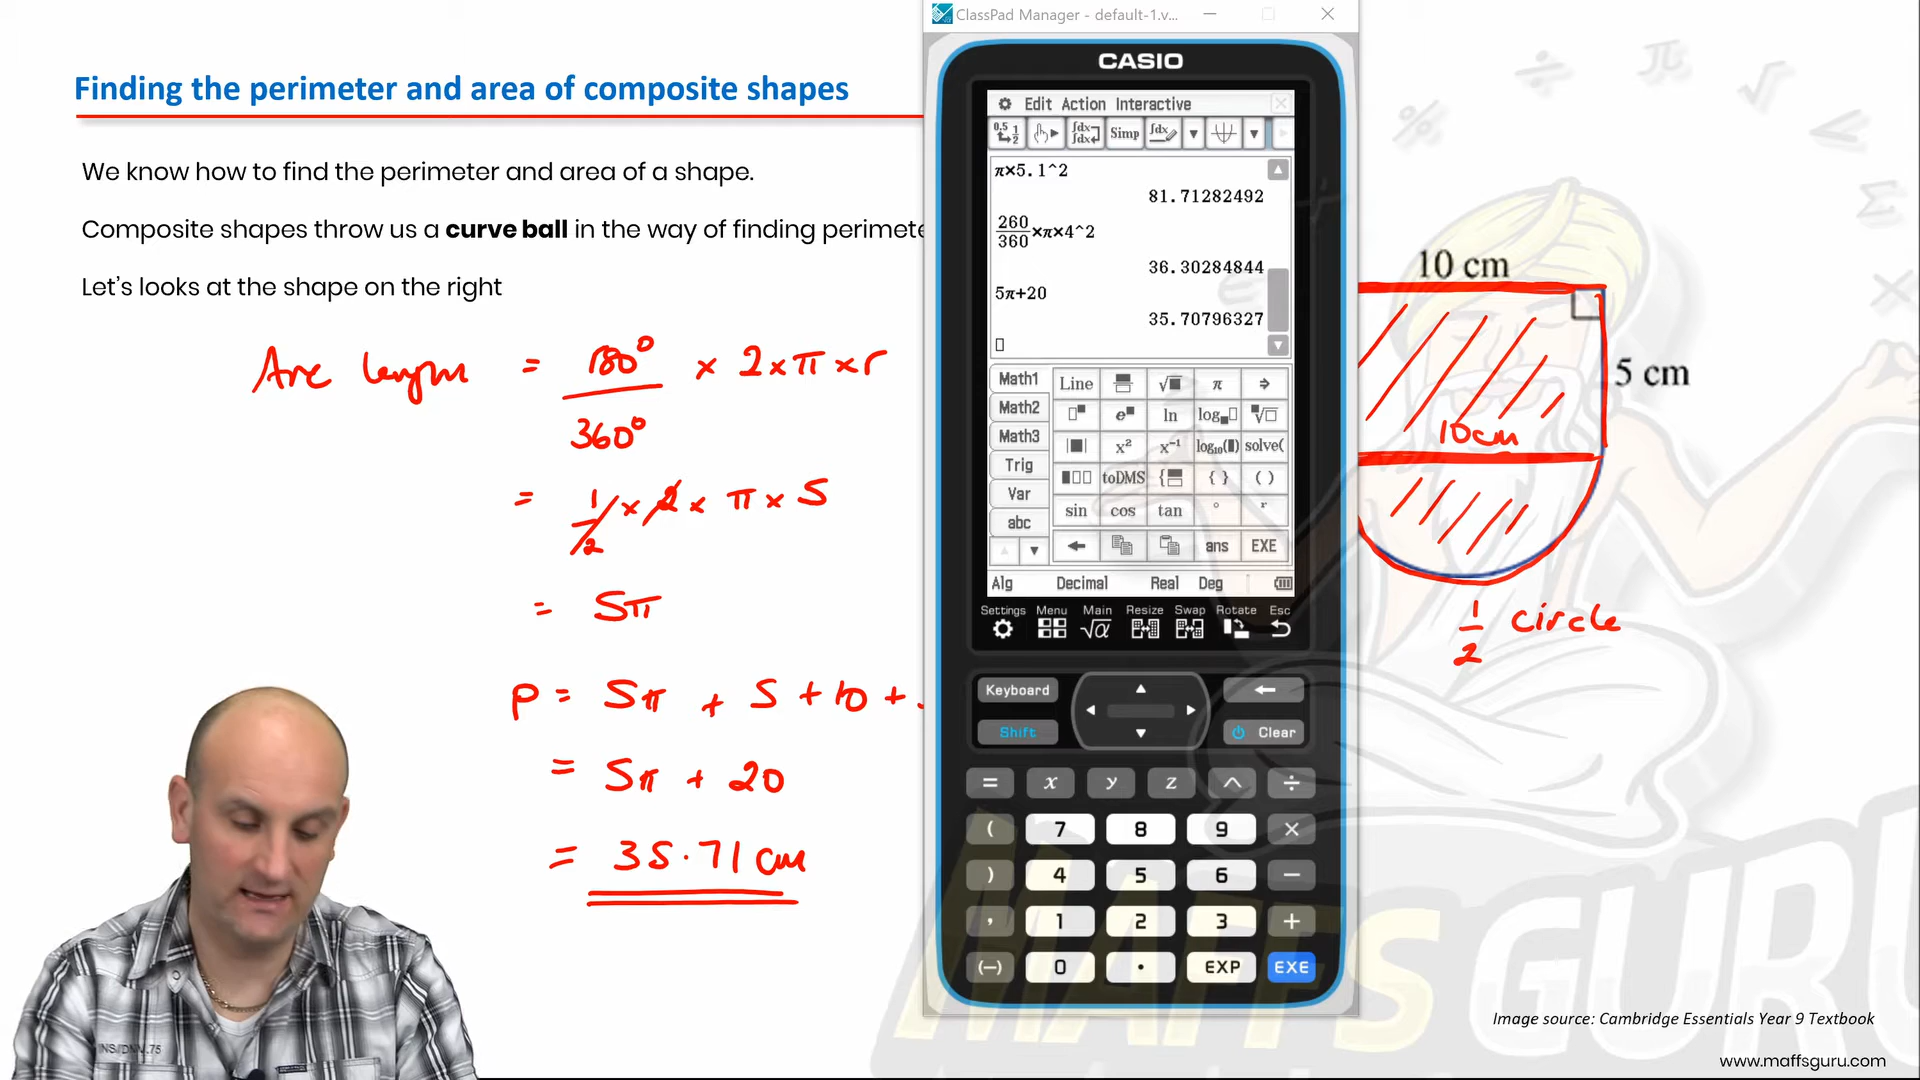 ClassPad Manager - default-1.v...
CASIO
Finding the perimeter and area of composite shapes
Edit Action Interactive
Simp
We know how to find the perimeter and area of a shape.
π×5.1^2
81.71282492
Composite shapes throw us a curve ball in the way of finding perimete
260/360×π×4^2
36.30284844
Let's looks at the shape on the right
5π+20
35.70796327
10 cm
5 cm
10cm
1/2 circle
Arc length = 180°/360° × 2 × π × r
= 1/2 × 2 × π × 5
= 5π
P = 5π + 5 + 10 +
= 5π + 20
= 35.71 cm
Math1 Line √ π ⇒
Math2 e ln log √
Math3 |■| x² x⁻¹ log₁₀(■) solve(
Trig toDMS { } ( )
Var sin cos tan ° r
abc
ans EXE
Alg Decimal Real Deg
Settings Menu Main Resize Swap Rotate Esc
√α
Keyboard
Shift Clear
= x y z ^ ÷
( 7 8 9 ×
) 4 5 6 −
, 1 2 3 +
(−) 0 . EXP EXE
MAFFS GURU
Image source: Cambridge Essentials Year 9 Textbook
www.maffsguru.com